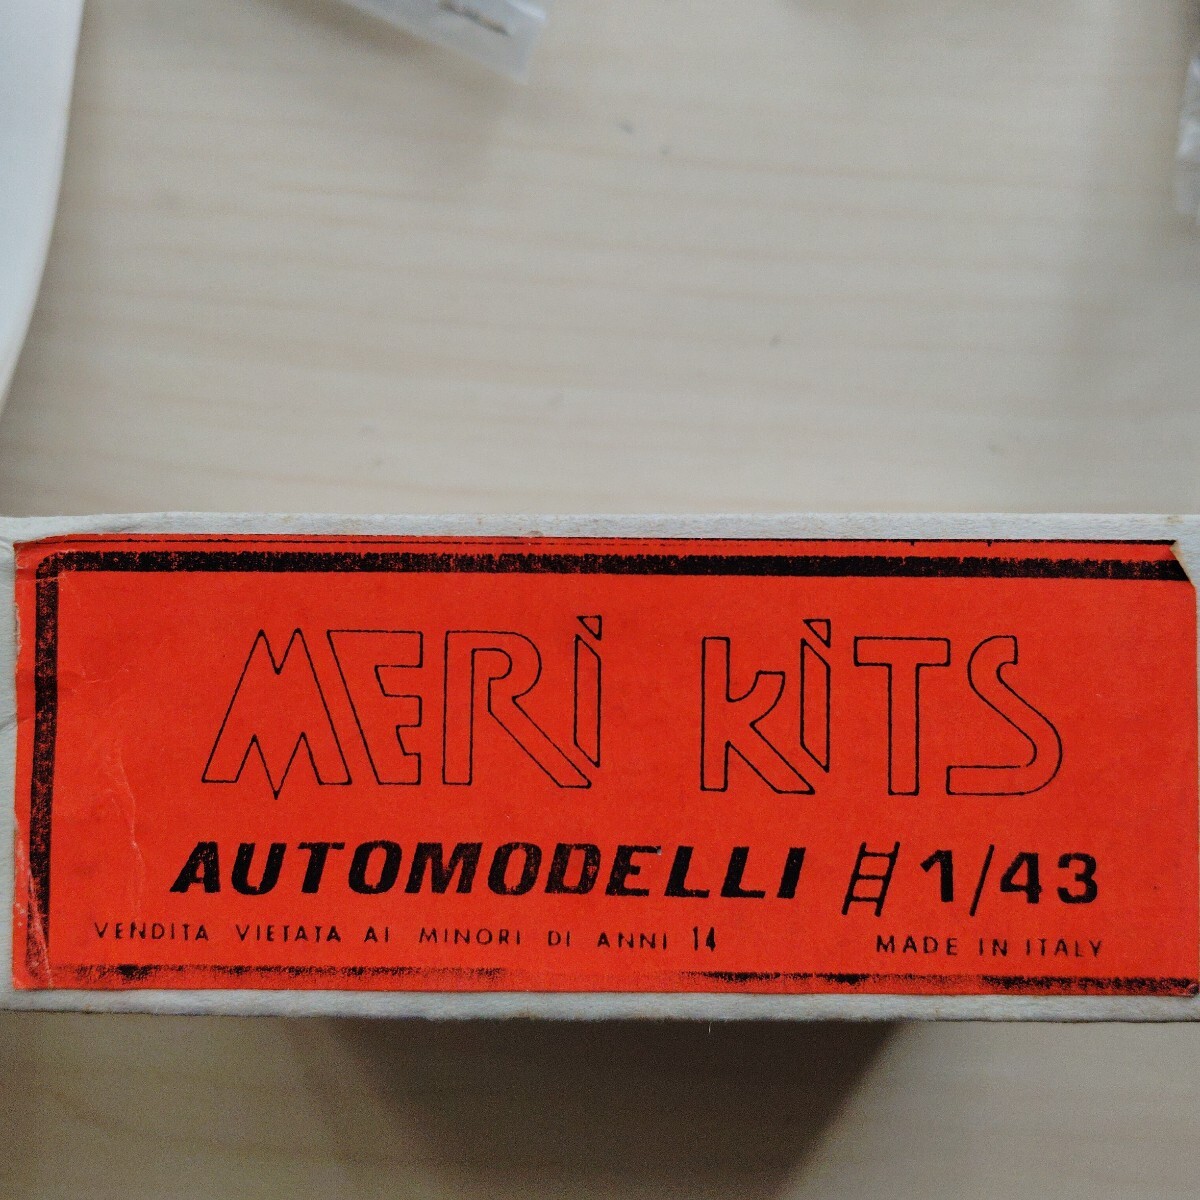 MERi KiTS
AUTOMODELLI 1/43
VENDITA VIETATA AI MINORI DI ANNI 14 MADE IN ITALY